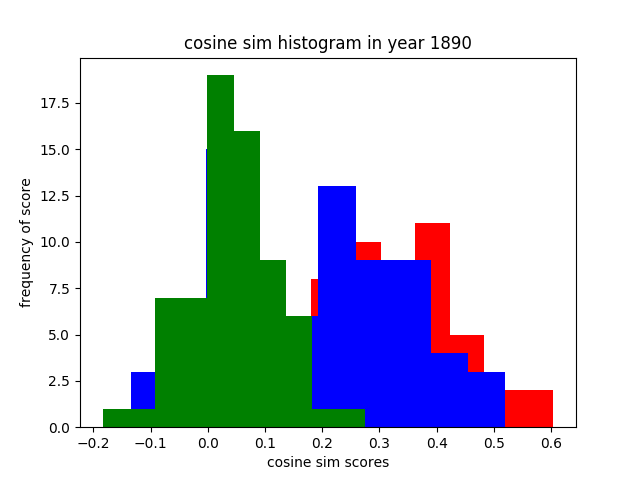 cosine sim histogram in year 1890
frequency of score
17.5
15.0
12.5
10.0
7.5
5.0
2.5
0.0
−0.2 −0.1 0.0 0.1 0.2 0.3 0.4 0.5 0.6
cosine sim scores